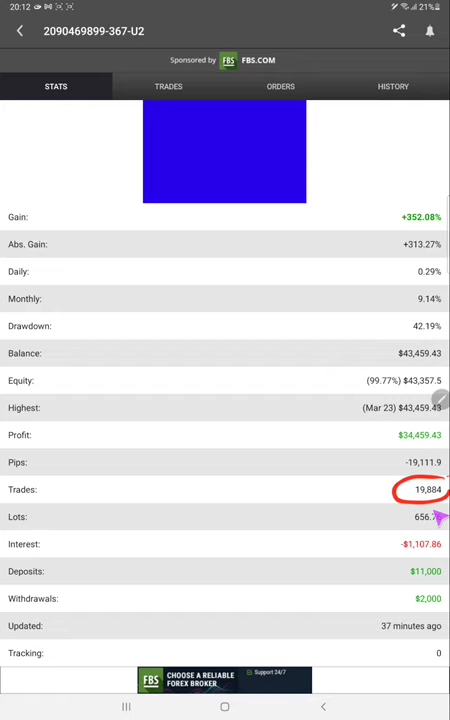 20:12 21%
2090469899-367-U2
Sponsored by FBS FBS.COM
STATS TRADES ORDERS HISTORY
Gain: +352.08%
Abs. Gain: +313.27%
Daily: 0.29%
Monthly: 9.14%
Drawdown: 42.19%
Balance: $43,459.43
Equity: (99.77%) $43,357.5
Highest: (Mar 23) $43,459.43
Profit: $34,459.43
Pips: -19,111.9
Trades: 19,884
Lots:
Interest: -$1,107.86
Deposits: $11,000
Withdrawals: $2,000
Updated: 37 minutes ago
Tracking: 0
FBS CHOOSE A RELIABLE Support 24/7
FOREX BROKER